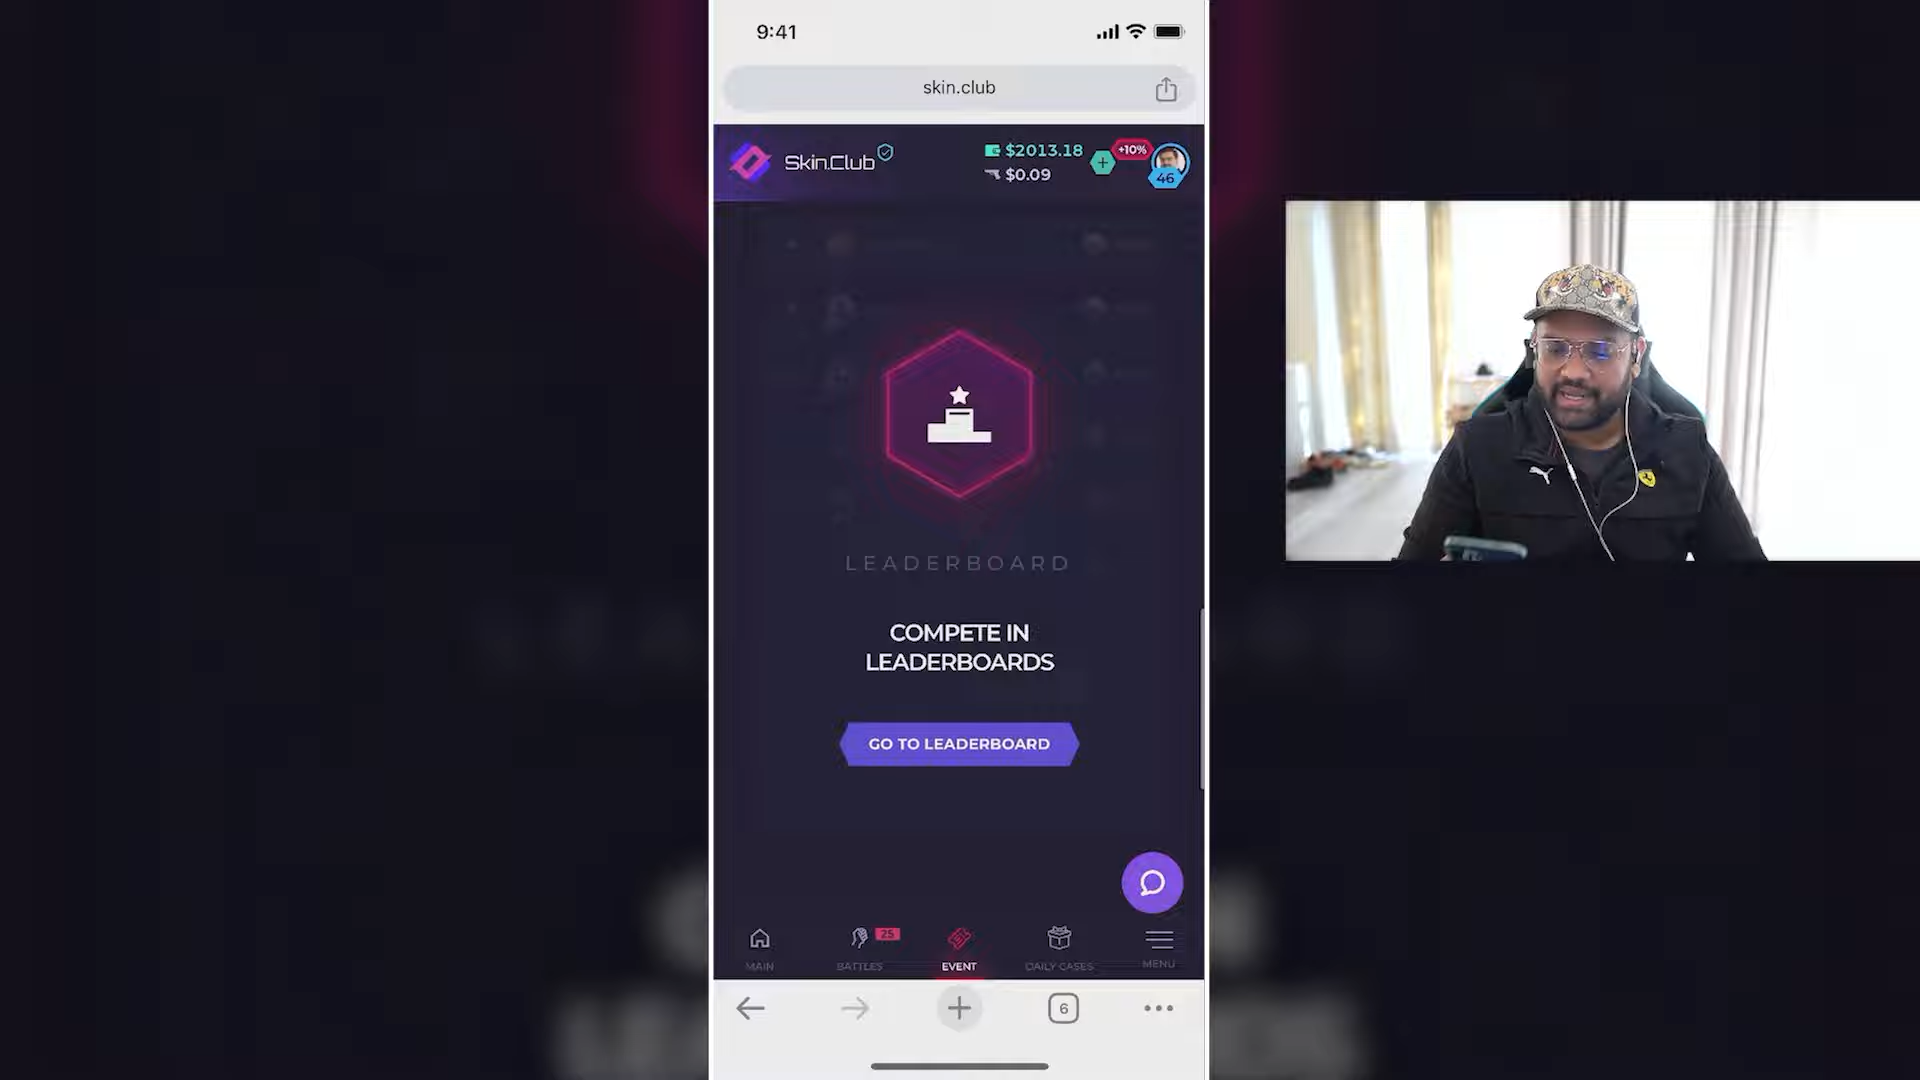 9:41
skin.club
Skin.Club
$2013.18
+10%
$0.09
46
LEADERBOARD
COMPETE IN
LEADERBOARDS
GO TO LEADERBOARD
25
MAIN
BATTLES
EVENT
DAILY CASES
MENU
6